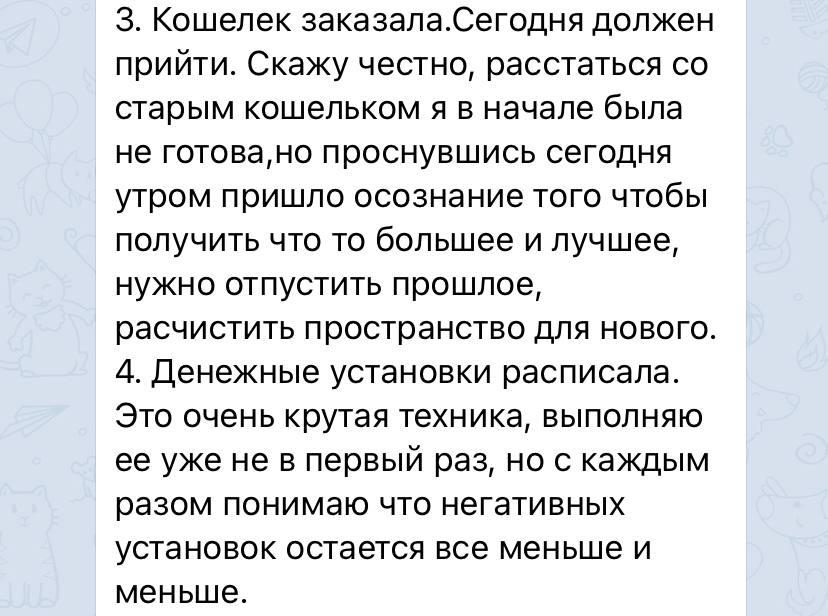 3. Кошелек заказала.Сегодня должен
прийти. Скажу честно, расстаться со
старым кошельком я в начале была
не готова,но проснувшись сегодня
утром пришло осознание того чтобы
получить что то большее и лучшее,
нужно отпустить прошлое,
расчистить пространство для нового.
4. Денежные установки расписала.
Это очень крутая техника, выполняю
ее уже не в первый раз, но с каждым
разом понимаю что негативных
установок остается все меньше и
меньше.